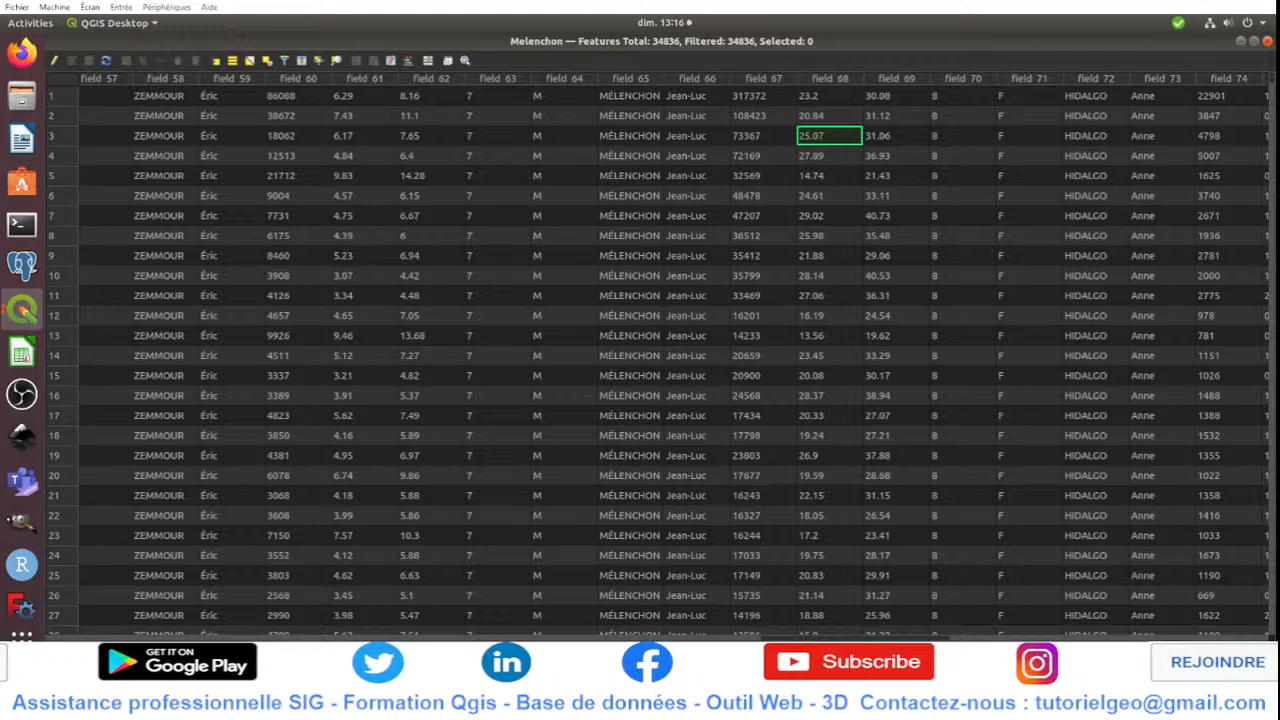 Fichier Machine Écran Entrée Périphériques Aide
Activities QGIS Desktop dim. 13:16
Melenchon — Features Total: 34836, Filtered: 34836, Selected: 0
field 57 field 58 field 59 field 60 field 61 field 62 field 63 field 64 field 65 field 66 field 67 field 68 field 69 field 70 field 71 field 72 field 73 field 74
1 ZEMMOUR Éric 86088 6.29 8.16 7 M MÉLENCHON Jean-Luc 317372 23.2 30.08 8 F HIDALGO Anne 22901
2 ZEMMOUR Éric 38672 7.43 11.1 7 M MÉLENCHON Jean-Luc 108423 20.84 31.12 8 F HIDALGO Anne 3847
3 ZEMMOUR Éric 18062 6.17 7.65 7 M MÉLENCHON Jean-Luc 73367 25.07 31.06 8 F HIDALGO Anne 4798
4 ZEMMOUR Éric 12513 4.84 6.4 7 M MÉLENCHON Jean-Luc 72169 27.89 36.93 8 F HIDALGO Anne 5007
5 ZEMMOUR Éric 21712 9.83 14.28 7 M MÉLENCHON Jean-Luc 32569 14.74 21.43 8 F HIDALGO Anne 1625
6 ZEMMOUR Éric 9004 4.57 6.15 7 M MÉLENCHON Jean-Luc 48478 24.61 33.11 8 F HIDALGO Anne 3740
7 ZEMMOUR Éric 7731 4.75 6.67 7 M MÉLENCHON Jean-Luc 47207 29.02 40.73 8 F HIDALGO Anne 2671
8 ZEMMOUR Éric 6175 4.39 6 7 M MÉLENCHON Jean-Luc 36512 25.98 35.48 8 F HIDALGO Anne 1936
9 ZEMMOUR Éric 8460 5.23 6.94 7 M MÉLENCHON Jean-Luc 35412 21.88 29.06 8 F HIDALGO Anne 2781
10 ZEMMOUR Éric 3908 3.07 4.42 7 M MÉLENCHON Jean-Luc 35799 28.14 40.53 8 F HIDALGO Anne 2000
11 ZEMMOUR Éric 4126 3.34 4.48 7 M MÉLENCHON Jean-Luc 33469 27.06 36.31 8 F HIDALGO Anne 2775
12 ZEMMOUR Éric 4657 4.65 7.05 7 M MÉLENCHON Jean-Luc 16201 16.19 24.54 8 F HIDALGO Anne 978
13 ZEMMOUR Éric 9926 9.46 13.68 7 M MÉLENCHON Jean-Luc 14233 13.56 19.62 8 F HIDALGO Anne 781
14 ZEMMOUR Éric 4511 5.12 7.27 7 M MÉLENCHON Jean-Luc 20659 23.45 33.29 8 F HIDALGO Anne 1151
15 ZEMMOUR Éric 3337 3.21 4.82 7 M MÉLENCHON Jean-Luc 20900 20.08 30.17 8 F HIDALGO Anne 1026
16 ZEMMOUR Éric 3389 3.91 5.37 7 M MÉLENCHON Jean-Luc 24568 28.37 38.94 8 F HIDALGO Anne 1488
17 ZEMMOUR Éric 4823 5.62 7.49 7 M MÉLENCHON Jean-Luc 17434 20.33 27.07 8 F HIDALGO Anne 1388
18 ZEMMOUR Éric 3850 4.16 5.89 7 M MÉLENCHON Jean-Luc 17798 19.24 27.21 8 F HIDALGO Anne 1532
19 ZEMMOUR Éric 4381 4.95 6.97 7 M MÉLENCHON Jean-Luc 23803 26.9 37.88 8 F HIDALGO Anne 1355
20 ZEMMOUR Éric 6078 6.74 9.86 7 M MÉLENCHON Jean-Luc 17677 19.59 28.68 8 F HIDALGO Anne 1022
21 ZEMMOUR Éric 3068 4.18 5.88 7 M MÉLENCHON Jean-Luc 16243 22.15 31.15 8 F HIDALGO Anne 1358
22 ZEMMOUR Éric 3608 3.99 5.86 7 M MÉLENCHON Jean-Luc 16327 18.05 26.54 8 F HIDALGO Anne 1416
23 ZEMMOUR Éric 7150 7.57 10.3 7 M MÉLENCHON Jean-Luc 16244 17.2 23.41 8 F HIDALGO Anne 1033
24 ZEMMOUR Éric 3552 4.12 5.88 7 M MÉLENCHON Jean-Luc 17033 19.75 28.17 8 F HIDALGO Anne 1673
25 ZEMMOUR Éric 3803 4.62 6.63 7 M MÉLENCHON Jean-Luc 17149 20.83 29.91 8 F HIDALGO Anne 1190
26 ZEMMOUR Éric 2568 3.45 5.1 7 M MÉLENCHON Jean-Luc 15735 21.14 31.27 8 F HIDALGO Anne 669
27 ZEMMOUR Éric 2990 3.98 5.47 7 M MÉLENCHON Jean-Luc 14196 18.88 25.96 8 F HIDALGO Anne 1622
GET IT ON
Google Play Subscribe REJOINDRE
Assistance professionnelle SIG - Formation Qgis - Base de données - Outil Web - 3D Contactez-nous : tutorielgeo@gmail.com